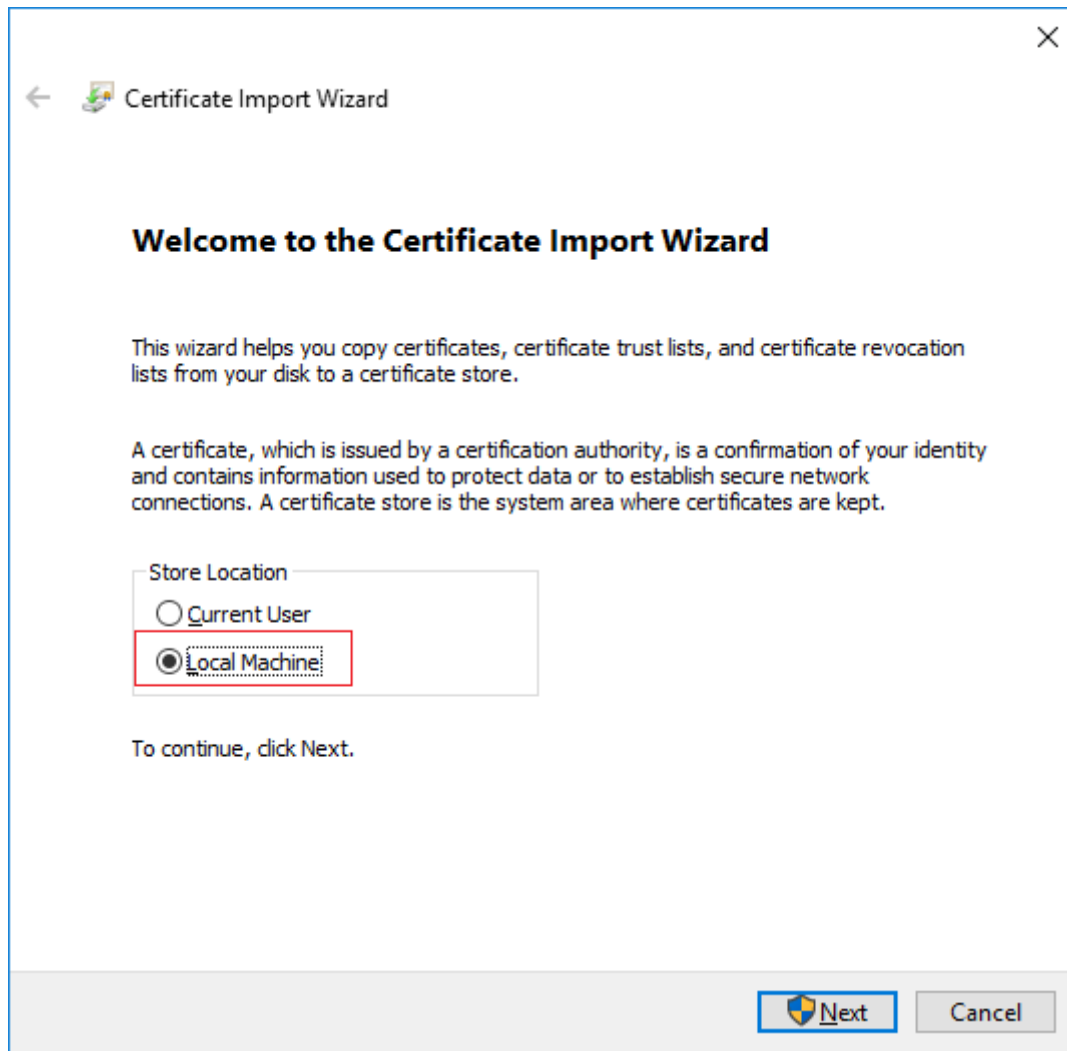 Certificate Import Wizard
Welcome to the Certificate Import Wizard
This wizard helps you copy certificates, certificate trust lists, and certificate revocation
lists from your disk to a certificate store.
A certificate, which is issued by a certification authority, is a confirmation of your identity
and contains information used to protect data or to establish secure network
connections. A certificate store is the system area where certificates are kept.
Store Location
Current User
Local Machine
To continue, click Next.
Next
Cancel